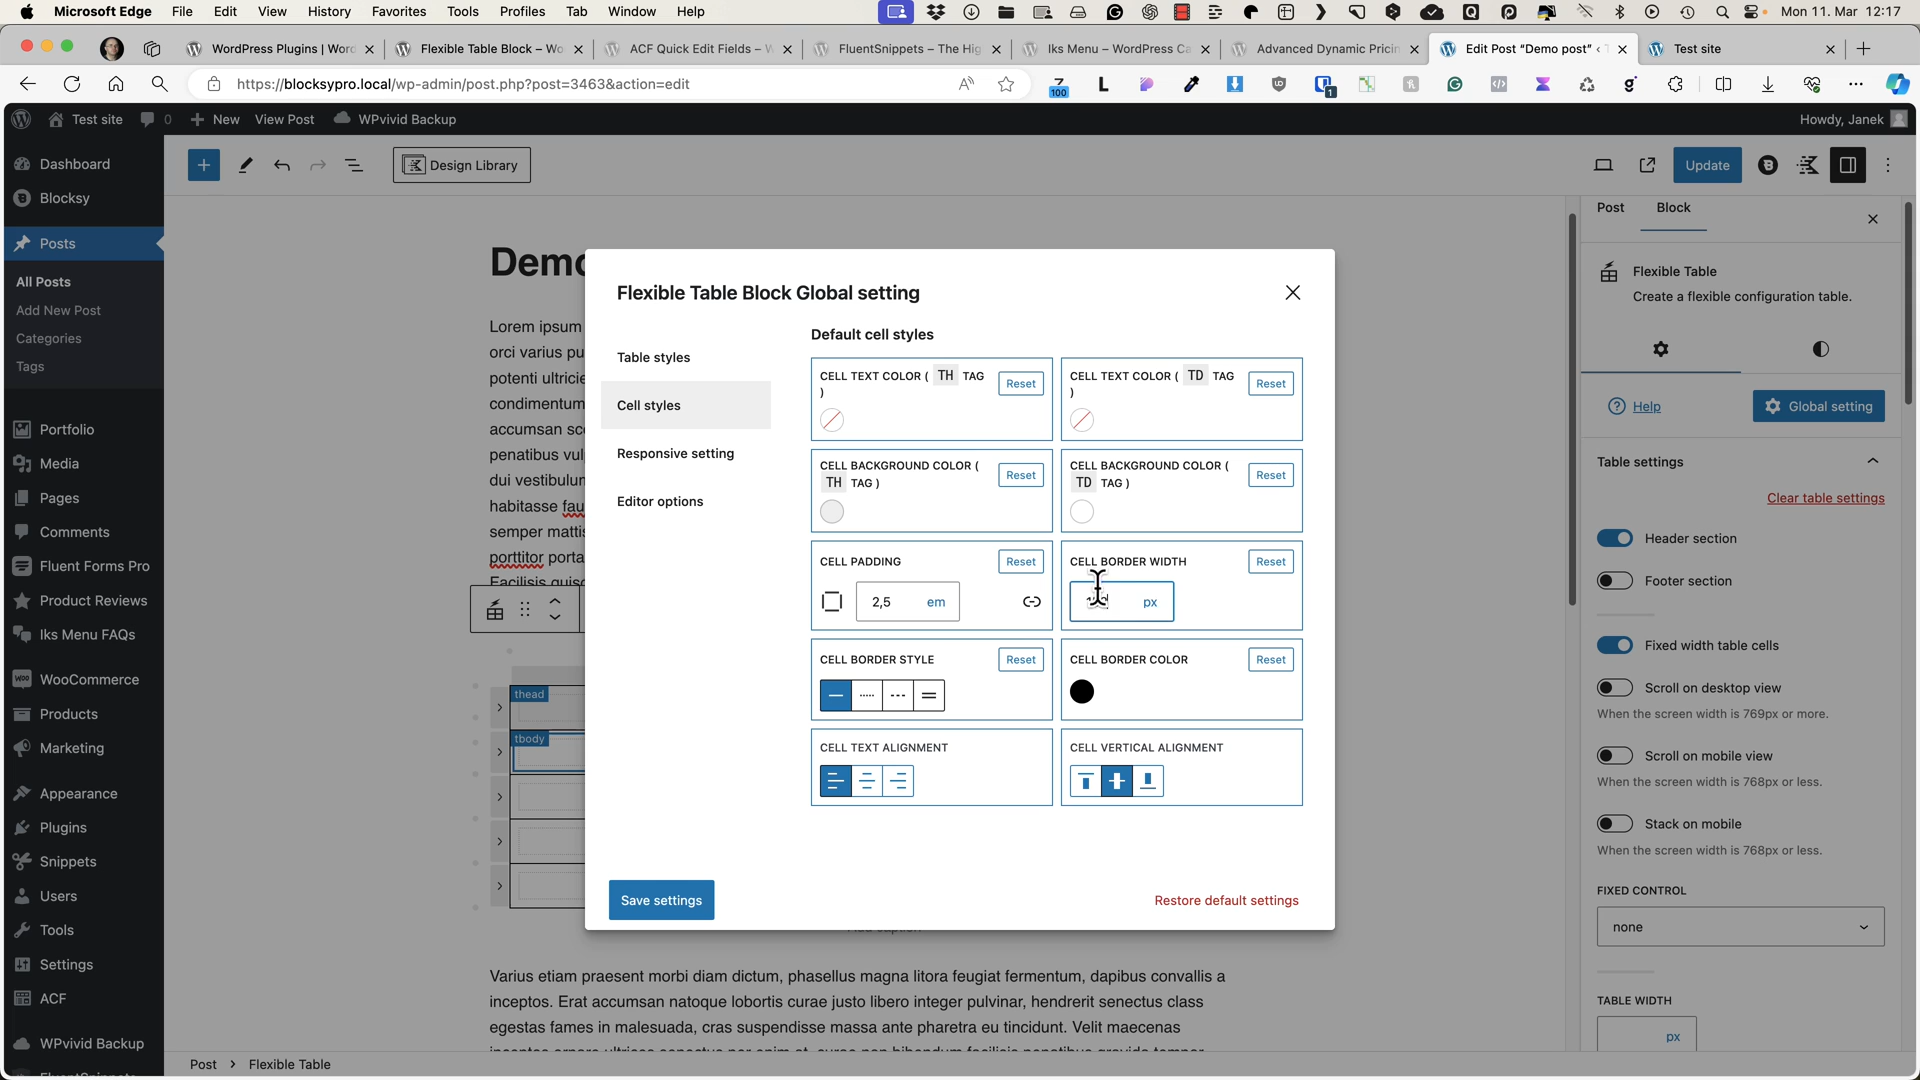 Microsoft Edge File Edit View History Favorites Tools Profiles Tab Window Help
Mon 11. Mar 12:17
WordPress Plugins | Word
Flexible Table Block – Wo
ACF Quick Edit Fields – W
FluentSnippets – The Hig
Iks Menu – WordPress Ca
Advanced Dynamic Pricin
Edit Post "Demo post" ‹ T
Test site
https://blocksypro.local/wp-admin/post.php?post=3463&action=edit
100
1
Test site 0 New View Post WPvivid Backup
Howdy, Janek
Dashboard
Blocksy
Posts
All Posts
Add New Post
Categories
Tags
Portfolio
Media
Pages
Comments
Fluent Forms Pro
Product Reviews
Iks Menu FAQs
WooCommerce
Products
Marketing
Appearance
Plugins
Snippets
Users
Tools
Settings
ACF
WPvivid Backup
Design Library
Update
Demo
Lorem ipsum
orci varius pu
potenti ultricie
condimentum
accumsan sce
penatibus vulp
dui vestibulum
habitasse fau
semper mattis
porttitor porta
Facilisis quisq
thead
tbody
Flexible Table Block Global setting
Table styles
Cell styles
Responsive setting
Editor options
Default cell styles
CELL TEXT COLOR ( TH TAG )
Reset
CELL TEXT COLOR ( TD TAG )
Reset
CELL BACKGROUND COLOR ( TH TAG )
Reset
CELL BACKGROUND COLOR ( TD TAG )
Reset
CELL PADDING
Reset
2,5 em
CELL BORDER WIDTH
Reset
px
CELL BORDER STYLE
Reset
CELL BORDER COLOR
Reset
CELL TEXT ALIGNMENT
CELL VERTICAL ALIGNMENT
Save settings
Restore default settings
Varius etiam praesent morbi diam dictum, phasellus magna litora feugiat fermentum, dapibus convallis a
inceptos. Erat accumsan natoque lobortis curae justo libero integer pulvinar, hendrerit senectus class
egestas fames in malesuada, cras suspendisse massa ante pharetra eu tincidunt. Velit maecenas
Post
Flexible Table
Post
Block
Flexible Table
Create a flexible configuration table.
Help
Global setting
Table settings
Clear table settings
Header section
Footer section
Fixed width table cells
Scroll on desktop view
When the screen width is 769px or more.
Scroll on mobile view
When the screen width is 768px or less.
Stack on mobile
When the screen width is 768px or less.
FIXED CONTROL
none
TABLE WIDTH
px